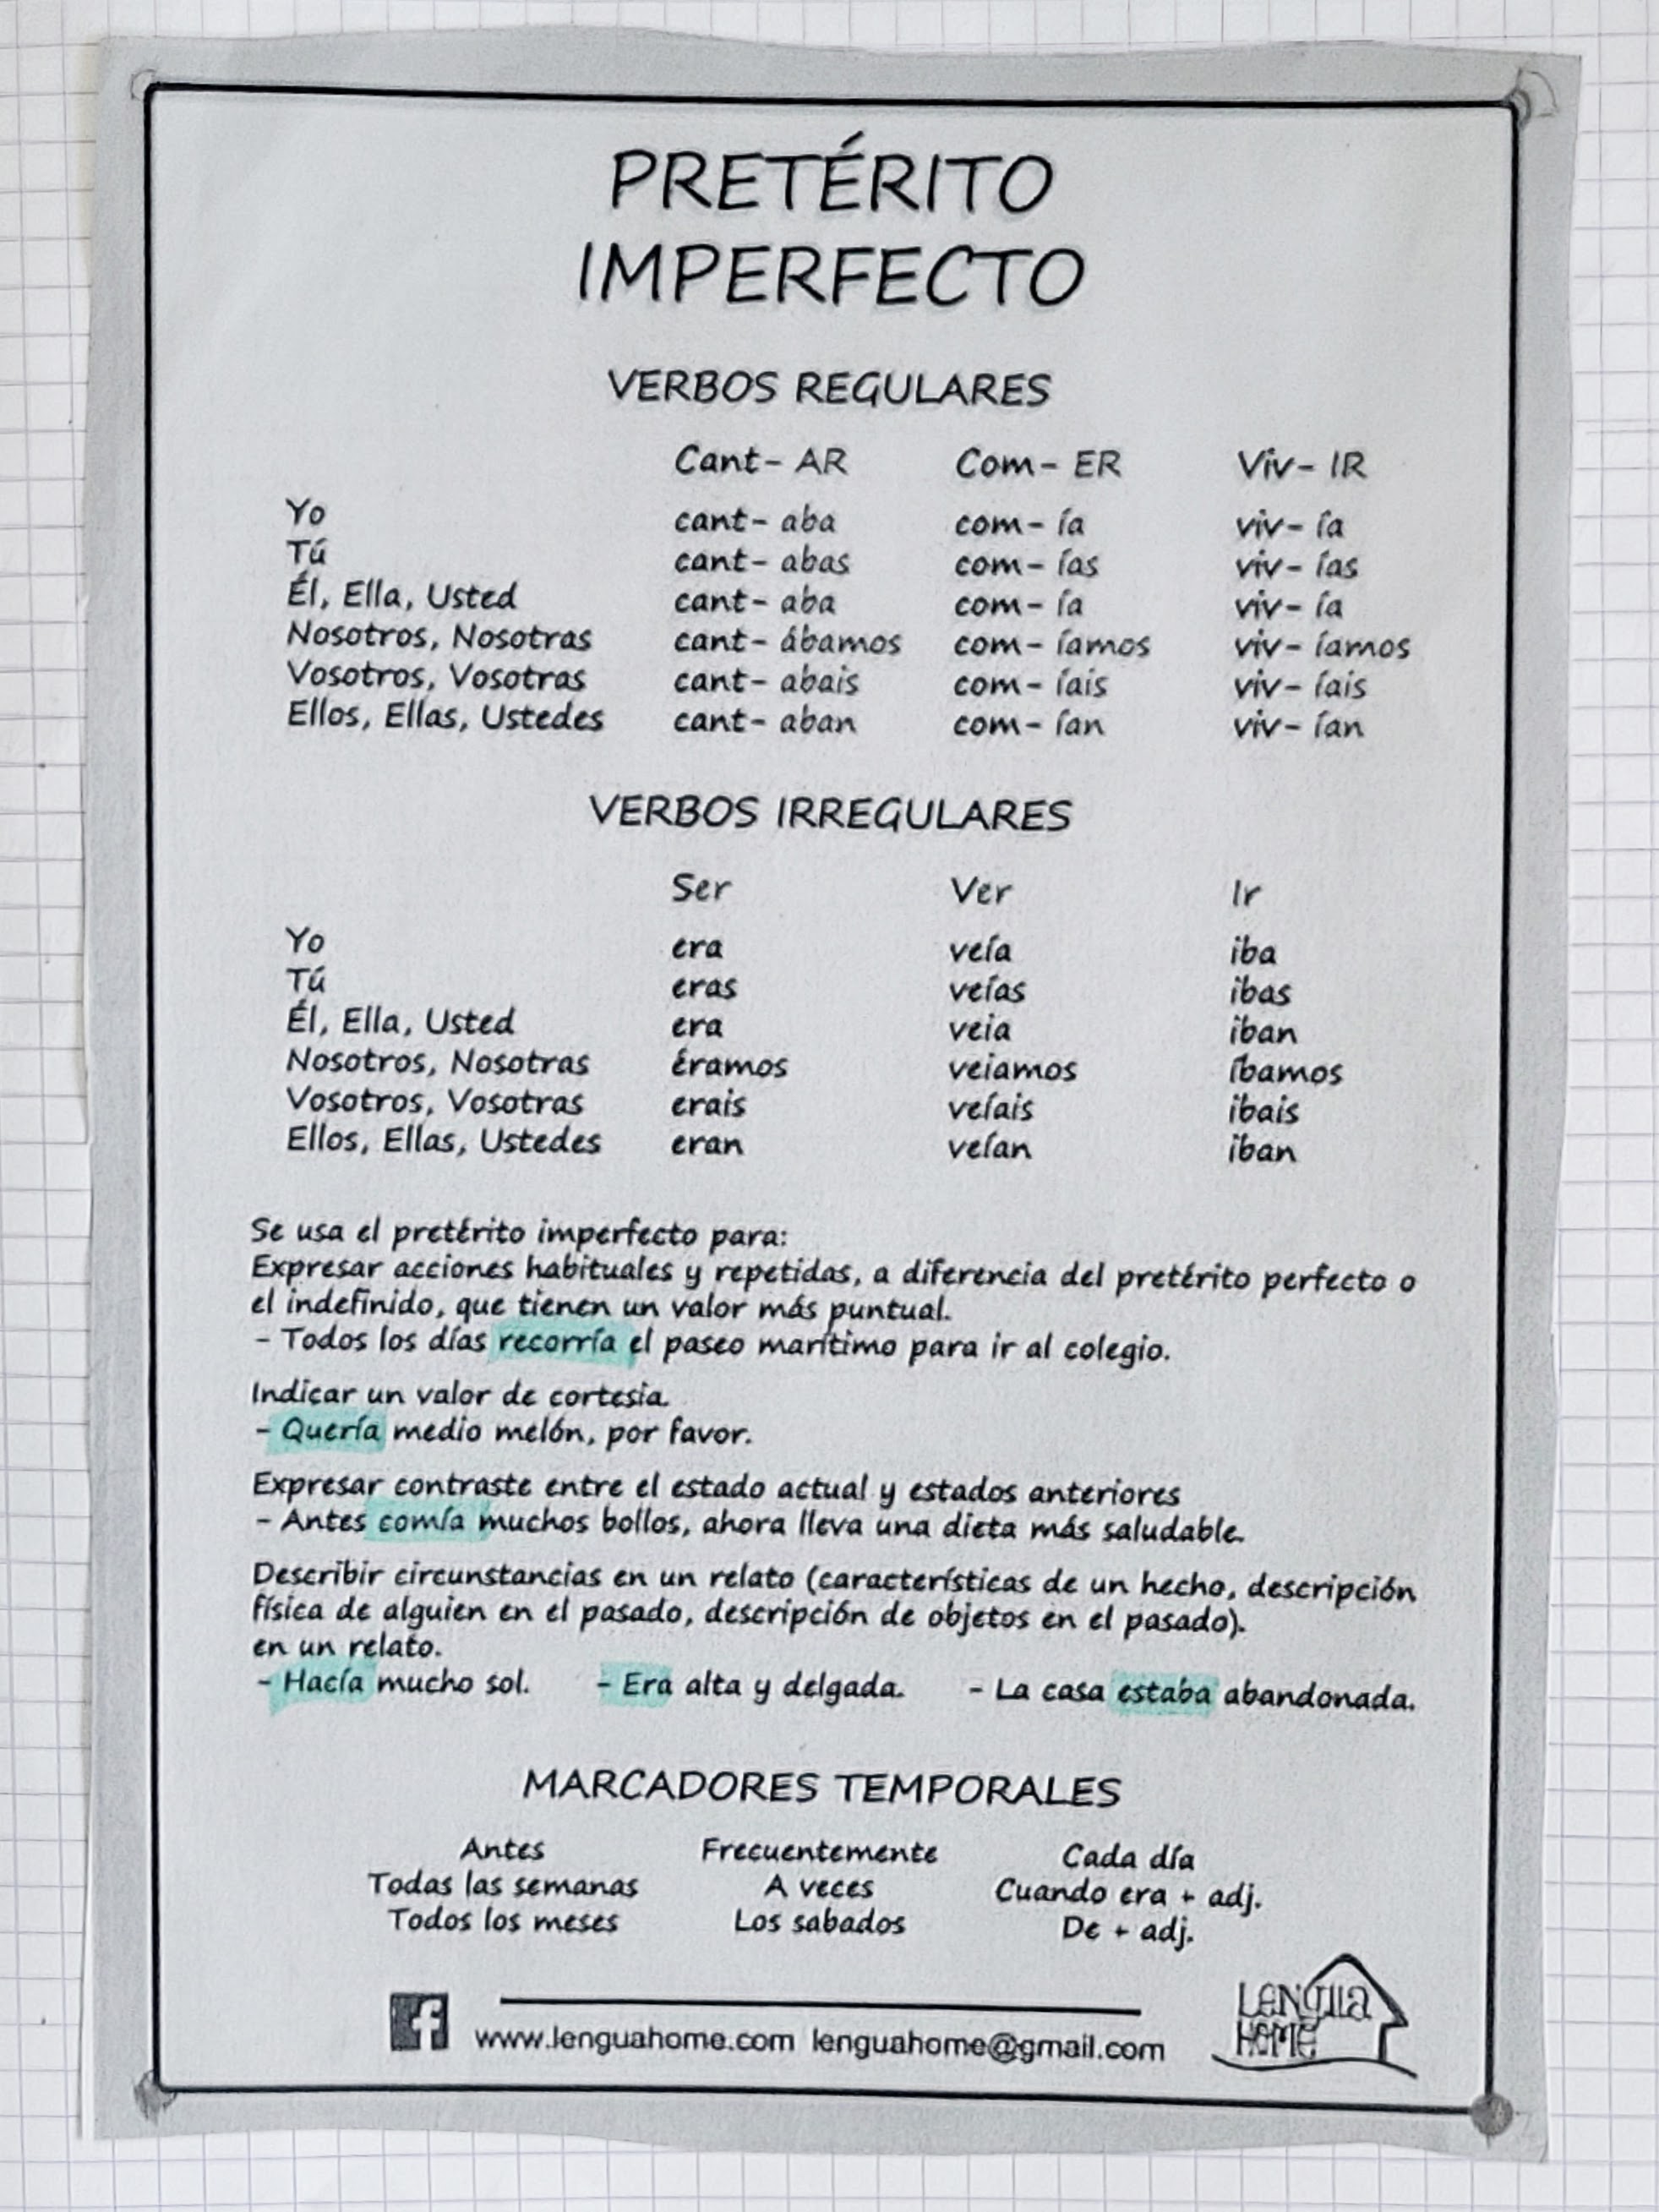 PRETÉRITO
IMPERFECTO
VERBOS REGULARES
Cant- AR Com- ER Viv- IR
Yo cant- aba com- ía viv- ía
Tú cant- abas com- ías viv- ías
Él, Ella, Usted cant- aba com- ía viv- ía
Nosotros, Nosotras cant- ábamos com- íamos viv- íamos
Vosotros, Vosotras cant- abais com- íais viv- íais
Ellos, Ellas, Ustedes cant- aban com- ían viv- ían
VERBOS IRREGULARES
Ser Ver Ir
Yo era veía iba
Tú eras veías ibas
Él, Ella, Usted era veia iban
Nosotros, Nosotras éramos veiamos íbamos
Vosotros, Vosotras erais veíais ibais
Ellos, Ellas, Ustedes eran veían iban
Se usa el pretérito imperfecto para:
Expresar acciones habituales y repetidas, a diferencia del pretérito perfecto o
el indefinido, que tienen un valor más puntual.
- Todos los días recorría el paseo marítimo para ir al colegio.
Indicar un valor de cortesia.
- Quería medio melón, por favor.
Expresar contraste entre el estado actual y estados anteriores
- Antes comía muchos bollos, ahora lleva una dieta más saludable.
Describir circunstancias en un relato (características de un hecho, descripción
física de alguien en el pasado, descripción de objetos en el pasado).
en un relato.
- Hacía mucho sol. - Era alta y delgada. - La casa estaba abandonada.
MARCADORES TEMPORALES
Antes Frecuentemente Cada día
Todas las semanas A veces Cuando era + adj.
Todos los meses Los sabados De + adj.
f www.lenguahome.com lenguahome@gmail.com
LENGUA
HOME